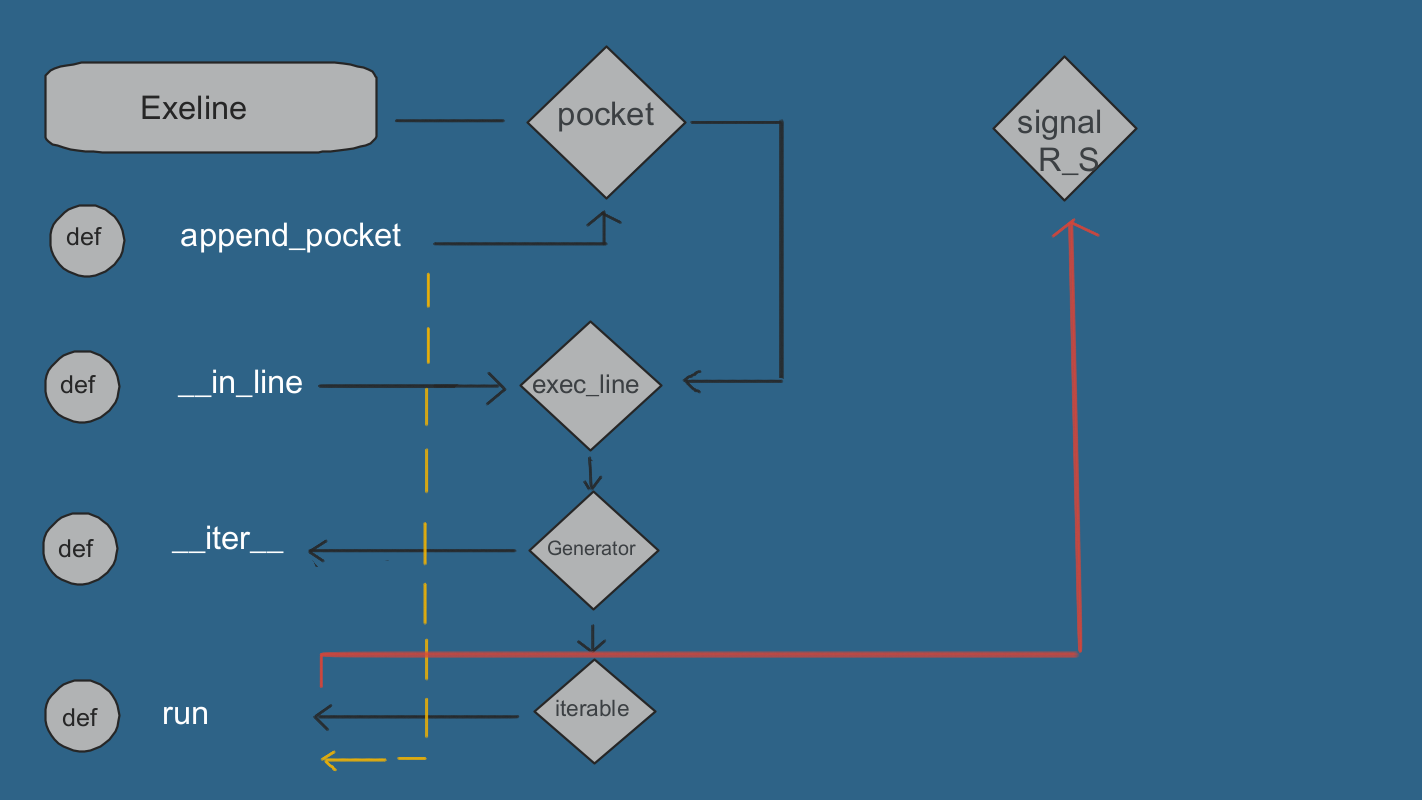 Exeline
pocket
signal
R_S
def
append_pocket
def
__in_line
exec_line
def
__iter__
Generator
def
run
iterable